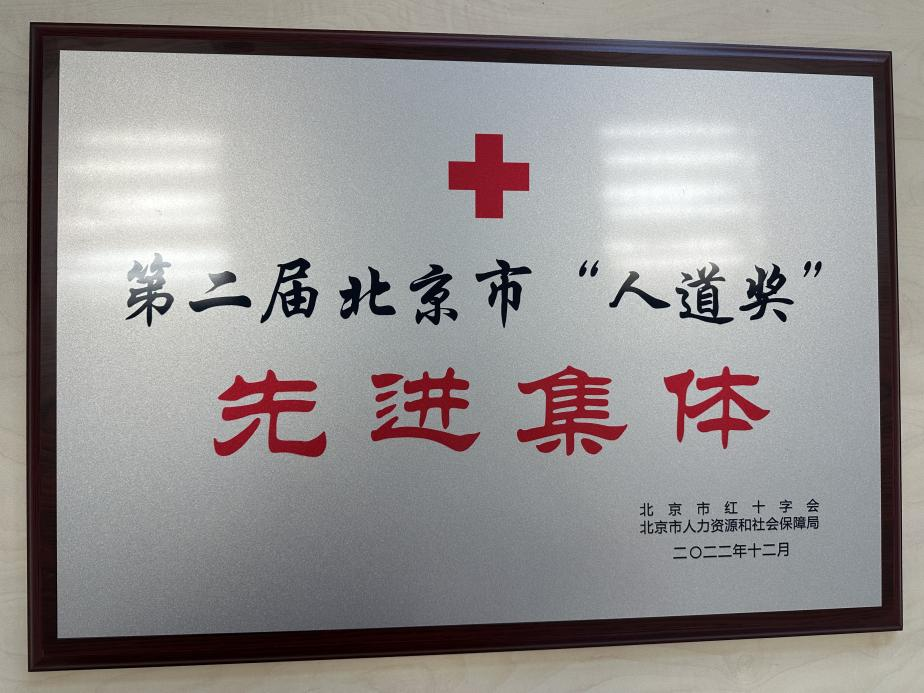 第二届北京市“人道奖”
先进集体
北京市红十字会
北京市人力资源和社会保障局
二〇二二年十二月